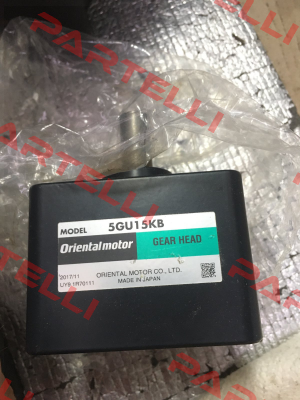 PARTELLI
MODEL 5GU15KB
Orientalmotor GEAR HEAD
2017/11 ORIENTAL MOTOR CO., LTD.
MADE IN JAPAN
PARTELLI
PARTELLI